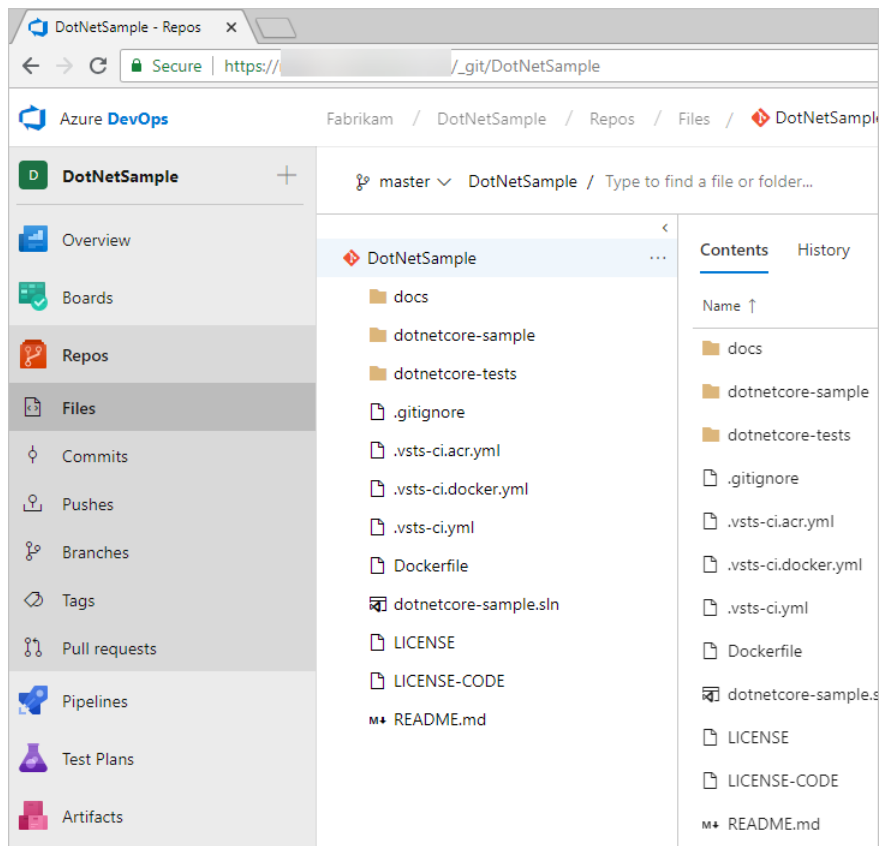 DotNetSample - Repos
Secure | https:// /_git/DotNetSample
Azure DevOps
Fabrikam / DotNetSample / Repos / Files / DotNetSample
D DotNetSample
master DotNetSample / Type to find a file or folder...
Overview
Boards
Repos
Files
Commits
Pushes
Branches
Tags
Pull requests
Pipelines
Test Plans
Artifacts
DotNetSample ...
docs
dotnetcore-sample
dotnetcore-tests
.gitignore
.vsts-ci.acr.yml
.vsts-ci.docker.yml
.vsts-ci.yml
Dockerfile
dotnetcore-sample.sln
LICENSE
LICENSE-CODE
M↓ README.md
Contents History
Name ↑
docs
dotnetcore-sample
dotnetcore-tests
.gitignore
.vsts-ci.acr.yml
.vsts-ci.docker.yml
.vsts-ci.yml
Dockerfile
dotnetcore-sample.s
LICENSE
LICENSE-CODE
M↓ README.md